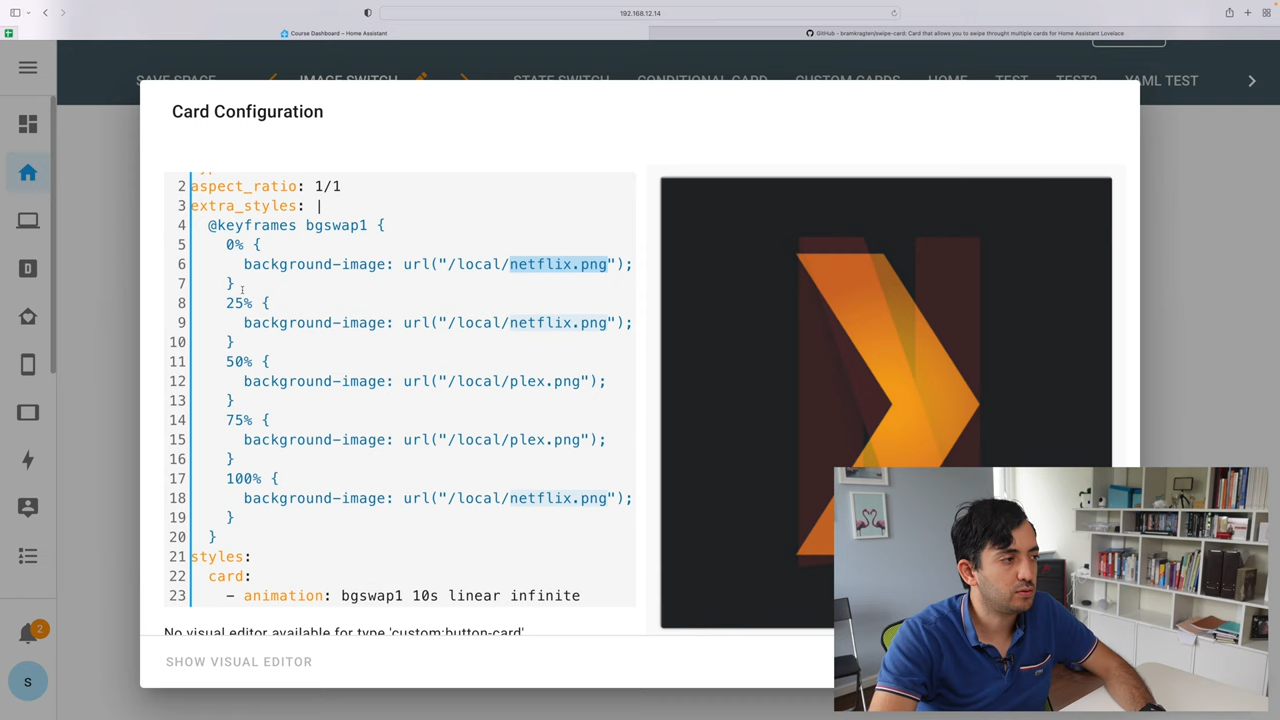 192.168.12.14
Course Dashboard – Home Assistant
GitHub - bramkragten/swipe-card: Card that allows you to swipe throught multiple cards for Home Assistant Lovelace
SAVE SPACE IMAGE SWITCH STATE SWITCH CONDITIONAL CARD CUSTOM CARDS HOME TEST TEST2 YAML TEST
Card Configuration
2 aspect_ratio: 1/1
3 extra_styles: |
4 @keyframes bgswap1 {
5 0% {
6 background-image: url("/local/netflix.png");
7 }
8 25% {
9 background-image: url("/local/netflix.png");
10 }
11 50% {
12 background-image: url("/local/plex.png");
13 }
14 75% {
15 background-image: url("/local/plex.png");
16 }
17 100% {
18 background-image: url("/local/netflix.png");
19 }
20 }
21 styles:
22 card:
23 - animation: bgswap1 10s linear infinite
No visual editor available for type 'custom:button-card'
SHOW VISUAL EDITOR
2
s